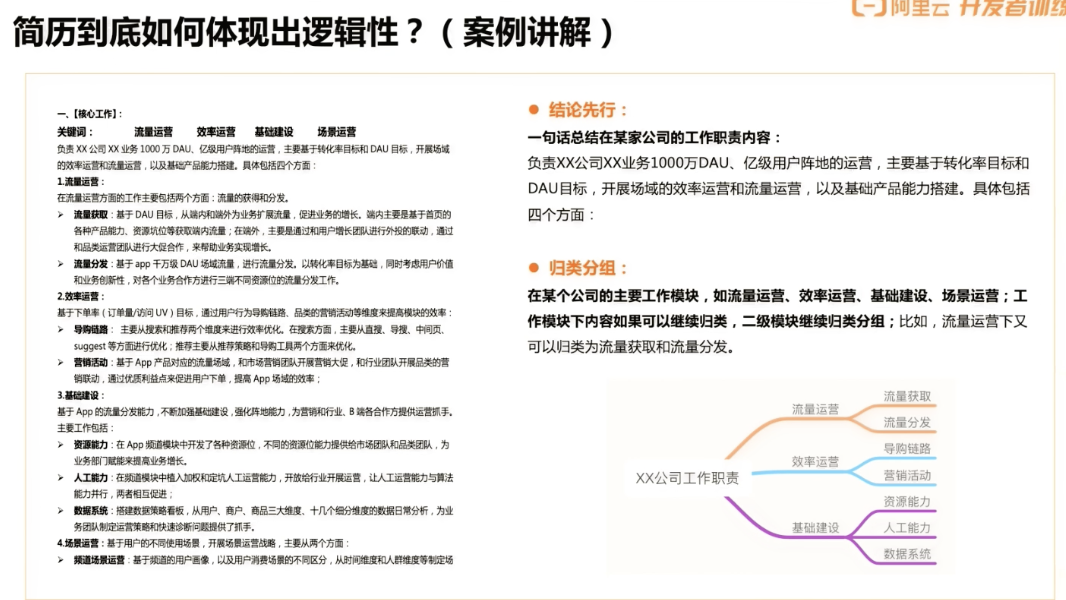 阿里云 开发者训练
简历到底如何体现出逻辑性？（案例讲解）
一、【核心工作】：
关键词： 流量运营 效率运营 基础建设 场景运营
负责 XX 公司 XX 业务 1000 万 DAU、亿级用户阵地的运营，主要基于转化率目标和 DAU 目标，开展场域
的效率运营和流量运营，以及基础产品能力搭建。具体包括四个方面：
1.流量运营：
在流量运营方面的工作主要包括两个方面：流量的获得和分发。
➢ 流量获取：基于 DAU 目标，从端内和端外为业务扩展流量，促进业务的增长。端内主要是基于首页的
各种产品能力、资源坑位等获取端内流量；在端外，主要是通过和用户增长团队进行外投的联动，通过
和品类运营团队进行大促合作，来帮助业务实现增长。
➢ 流量分发：基于 app 千万级 DAU 场域流量，进行流量分发。以转化率目标为基础，同时考虑用户价值
和业务创新性，对各个业务合作方进行三端不同资源位的流量分发工作。
2.效率运营：
基于下单率（订单量/访问 UV）目标，通过用户行为导购链路、品类的营销活动等维度来提高模块的效率：
➢ 导购链路： 主要从搜索和推荐两个维度来进行效率优化。在搜索方面，主要从直搜、导搜、中间页、
suggest 等方面进行优化；推荐主要从推荐策略和导购工具两个方面来优化。
➢ 营销活动：基于 App 产品对应的流量场域，和市场营销团队开展营销大促，和行业团队开展品类的营
销联动，通过优质利益点来促进用户下单，提高 App 场域的效率；
3.基础建设：
基于 App 的流量分发能力，不断加强基础建设，强化阵地能力，为营销和行业、B 端各合作方提供运营抓手。
主要工作包括：
➢ 资源能力：在 App 频道模块中开发了各种资源位，不同的资源位能力提供给市场团队和品类团队，为
业务部门赋能来提高业务增长。
➢ 人工能力：在频道模块中植入加权和定坑人工运营能力，开放给行业开展运营，让人工运营能力与算法
能力并行，两者相互促进；
➢ 数据系统：搭建数据策略看板，从用户、商户、商品三大维度、十几个细分维度的数据日常分析，为业
务团队制定运营策略和快速诊断问题提供了抓手。
4.场景运营：基于用户的不同使用场景，开展场景运营战略，主要从两个方面：
➢ 频道场景运营：基于频道的用户画像，以及用户消费场景的不同区分，从时间维度和人群维度等制定场
● 结论先行：
一句话总结在某家公司的工作职责内容：
负责XX公司XX业务1000万DAU、亿级用户阵地的运营，主要基于转化率目标和
DAU目标，开展场域的效率运营和流量运营，以及基础产品能力搭建。具体包括
四个方面：
● 归类分组：
在某个公司的主要工作模块，如流量运营、效率运营、基础建设、场景运营；工
作模块下内容如果可以继续归类，二级模块继续归类分组；比如，流量运营下又
可以归类为流量获取和流量分发。
XX公司工作职责
流量运营
流量获取
流量分发
效率运营
导购链路
营销活动
基础建设
资源能力
人工能力
数据系统